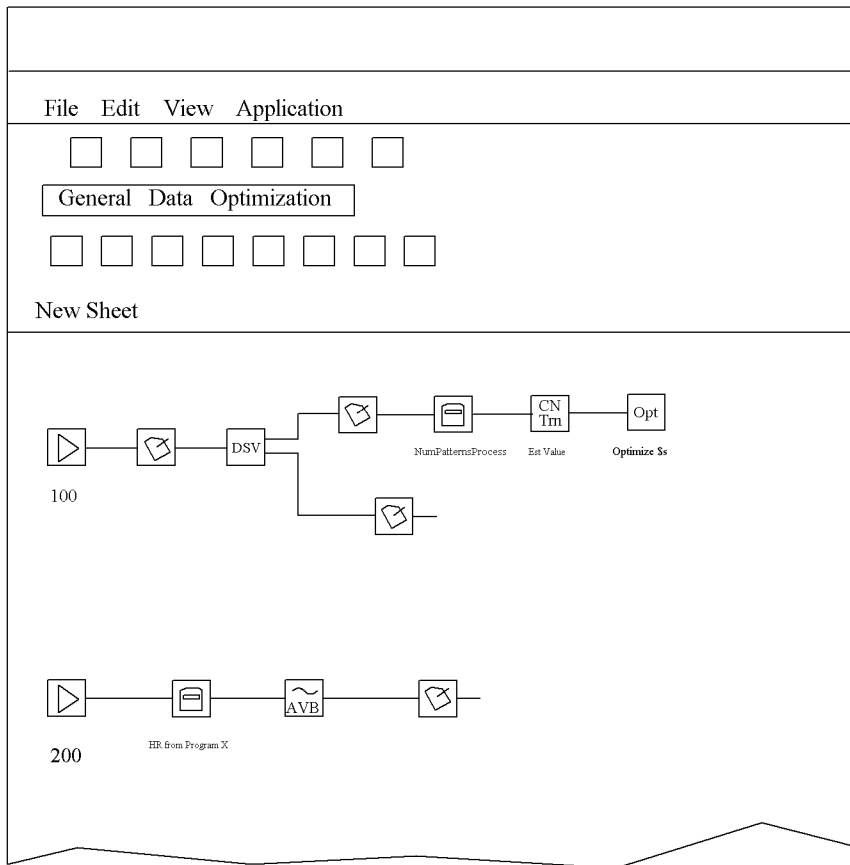 File Edit View Application
General Data Optimization
New Sheet
CN
Trn
Opt
DSV
NumPatternsProcess
Est Value
Optimize $s
100
AVB
200
HR from Program X